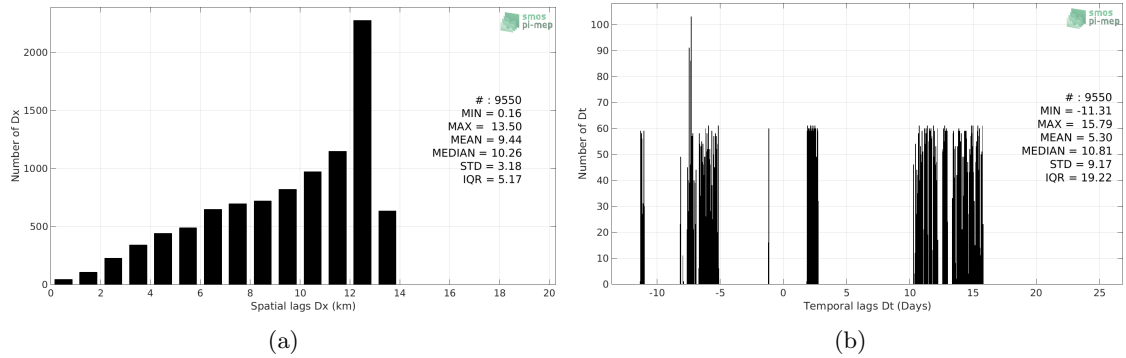 smos
pi-mep
Number of Dx
2000
1500
1000
500
0
# : 9550
MIN = 0.16
MAX = 13.50
MEAN = 9.44
MEDIAN = 10.26
STD = 3.18
IQR = 5.17
0 2 4 6 8 10 12 14 16 18 20
Spatial lags Dx (km)
(a)
smos
pi-mep
Number of Dt
100
90
80
70
60
50
40
30
20
10
0
# : 9550
MIN = -11.31
MAX = 15.79
MEAN = 5.30
MEDIAN = 10.81
STD = 9.17
IQR = 19.22
-10 -5 0 5 10 15 20 25
Temporal lags Dt (Days)
(b)